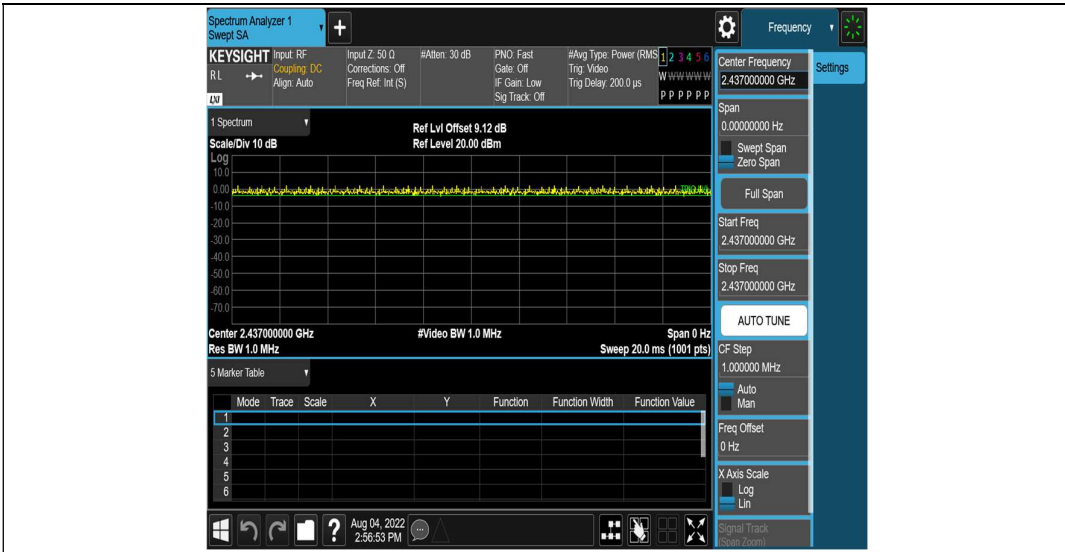 Spectrum Analyzer 1
Swept SA
Frequency
KEYSIGHT
RL
LXI
Input: RF
Coupling: DC
Align: Auto
Input Z: 50 Ω
Corrections: Off
Freq Ref: Int (S)
#Atten: 30 dB
PNO: Fast
Gate: Off
IF Gain: Low
Sig Track: Off
#Avg Type: Power (RMS
Trig: Video
Trig Delay: 200.0 µs
1 2 3 4 5 6
W W W W W W
P P P P P P
1 Spectrum
Scale/Div 10 dB
Ref Lvl Offset 9.12 dB
Ref Level 20.00 dBm
Log
10.0
0.00
-10.0
-20.0
-30.0
-40.0
-50.0
-60.0
-70.0
Center 2.437000000 GHz
#Video BW 1.0 MHz
Span 0 Hz
Res BW 1.0 MHz
Sweep 20.0 ms (1001 pts)
5 Marker Table
Mode Trace Scale X Y Function Function Width Function Value
1
2
3
4
5
6
Aug 04, 2022
2:56:53 PM
Center Frequency
2.437000000 GHz
Settings
Span
0.00000000 Hz
Swept Span
Zero Span
Full Span
Start Freq
2.437000000 GHz
Stop Freq
2.437000000 GHz
AUTO TUNE
CF Step
1.000000 MHz
Auto
Man
Freq Offset
0 Hz
X Axis Scale
Log
Lin
Signal Track
(Span Zoom)